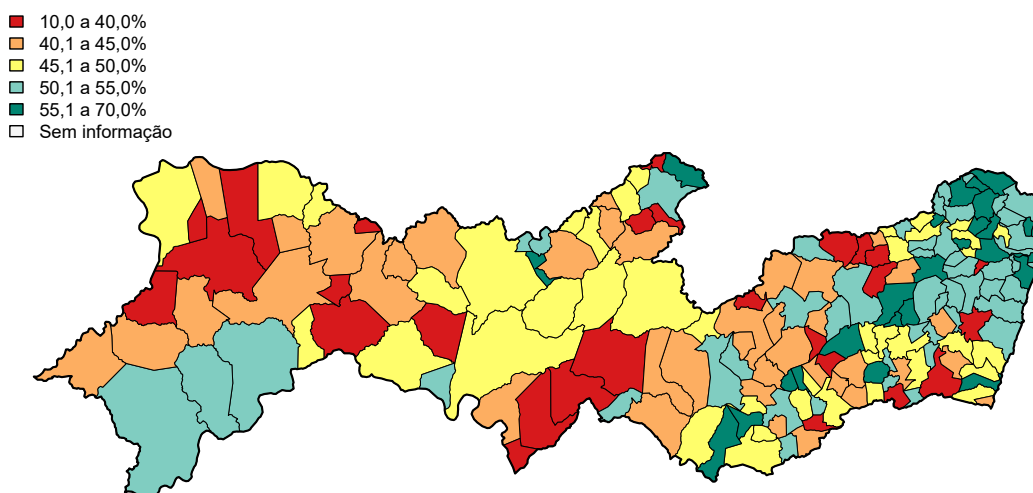 10,0 a 40,0%
40,1 a 45,0%
45,1 a 50,0%
50,1 a 55,0%
55,1 a 70,0%
Sem informação